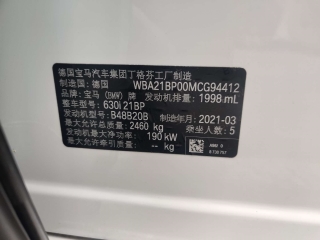 德国宝马汽车集团丁格芬工厂制造
制造国: 德国 WBA21BP00MCG94412
品牌: 宝马 (BMW) 牌 发动机排量: 1998 mL
整车型号: 630i 21BP
发动机型号: B48B20B 制造年月: 2021-03
最大允许总质量: 2460 kg 乘坐人数: 5
最大净功率: 190 kW
最大允许牵引质量: -- kg